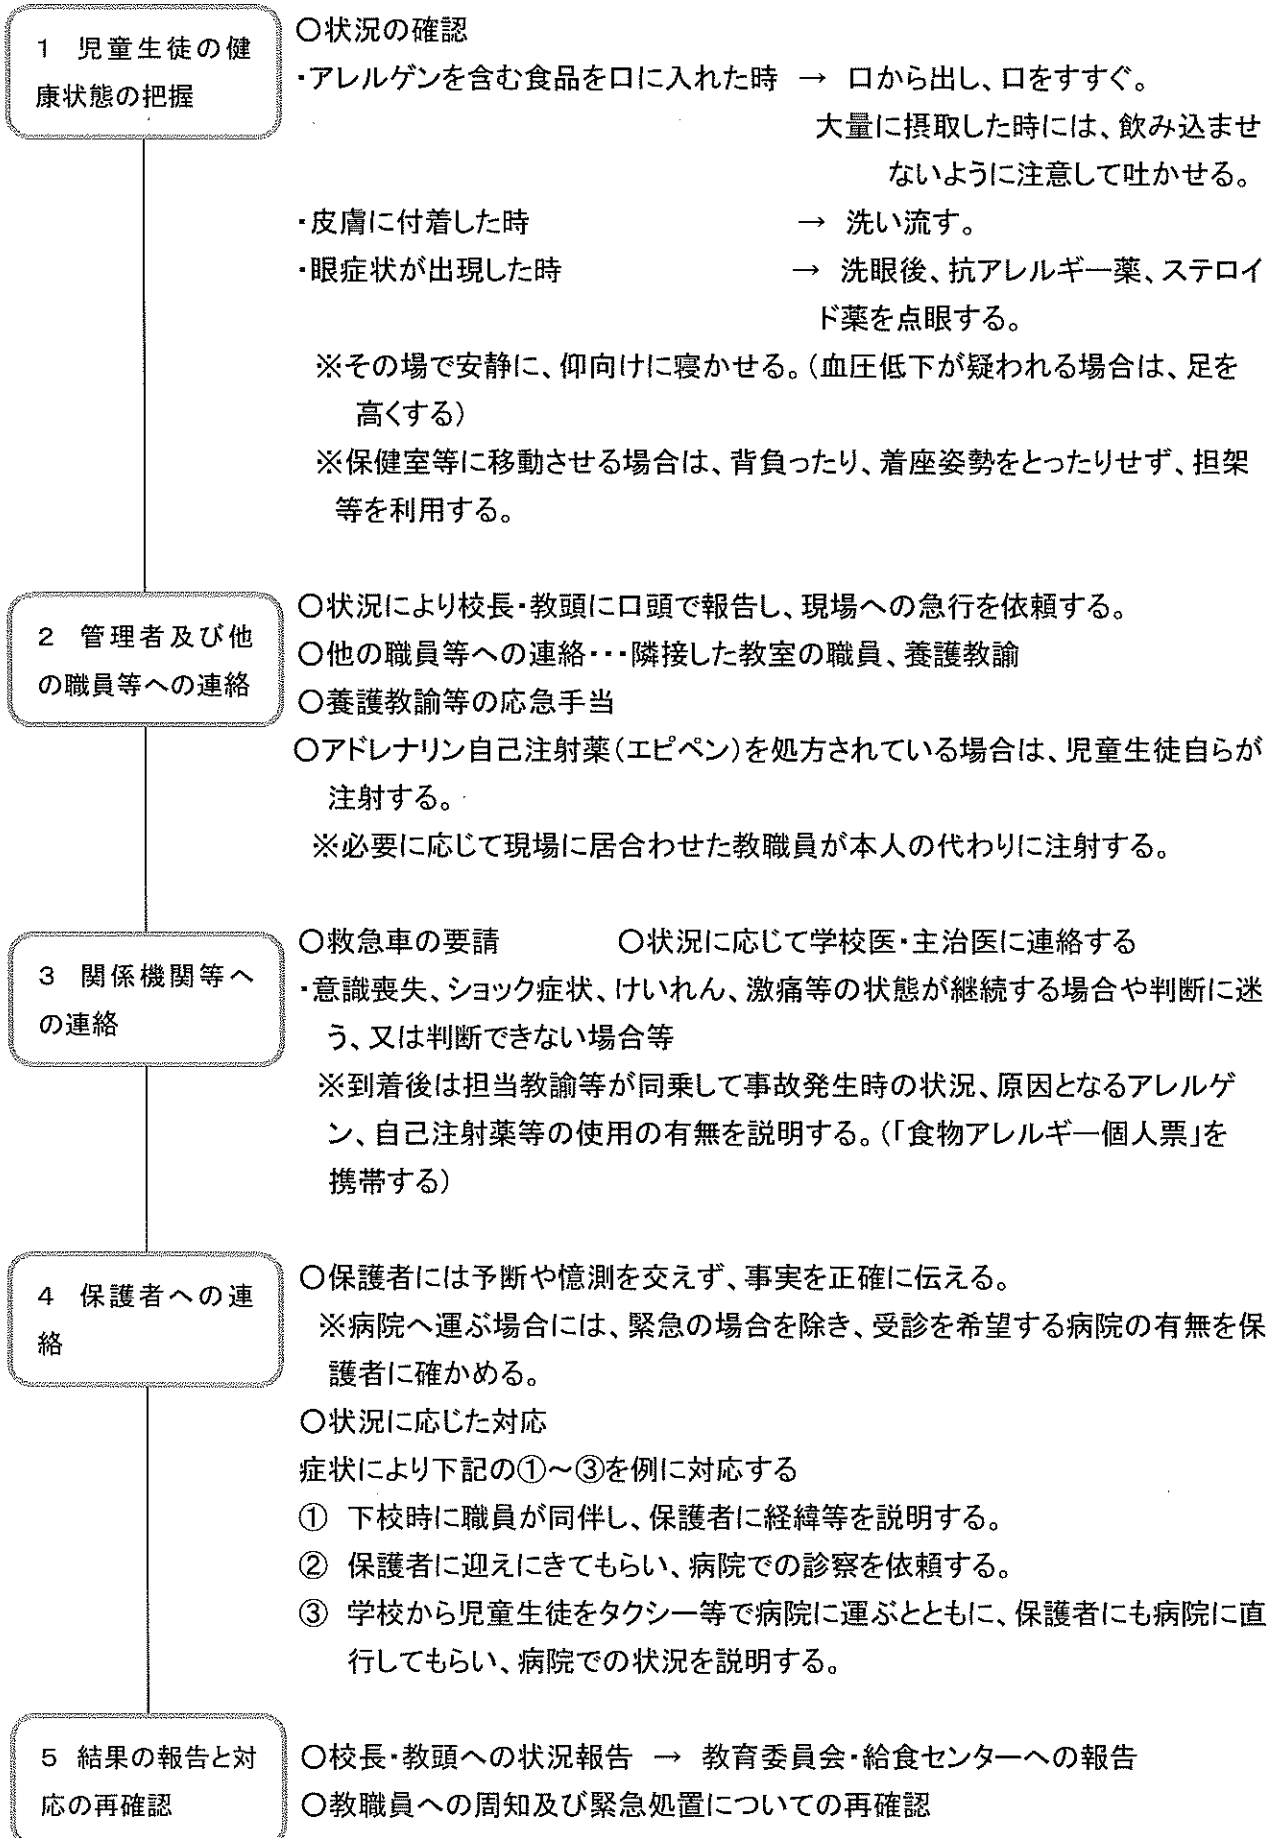 1 児童生徒の健
康状態の把握
○状況の確認
・アレルゲンを含む食品を口に入れた時 → 口から出し、口をすすぐ。
大量に摂取した時には、飲み込ませ
ないように注意して吐かせる。
・皮膚に付着した時 → 洗い流す。
・眼症状が出現した時 → 洗眼後、抗アレルギー薬、ステロイ
ド薬を点眼する。
※その場で安静に、仰向けに寝かせる。(血圧低下が疑われる場合は、足を
高くする)
※保健室等に移動させる場合は、背負ったり、着座姿勢をとったりせず、担架
等を利用する。
2 管理者及び他
の職員等への連絡
○状況により校長・教頭に口頭で報告し、現場への急行を依頼する。
○他の職員等への連絡・・・隣接した教室の職員、養護教諭
○養護教諭等の応急手当
○アドレナリン自己注射薬(エピペン)を処方されている場合は、児童生徒自らが
注射する。
※必要に応じて現場に居合わせた教職員が本人の代わりに注射する。
3 関係機関等へ
の連絡
○救急車の要請 ○状況に応じて学校医・主治医に連絡する
・意識喪失、ショック症状、けいれん、激痛等の状態が継続する場合や判断に迷
う、又は判断できない場合等
※到着後は担当教諭等が同乗して事故発生時の状況、原因となるアレルゲ
ン、自己注射薬等の使用の有無を説明する。(「食物アレルギー個人票」を
携帯する)
4 保護者への連
絡
○保護者には予断や憶測を交えず、事実を正確に伝える。
※病院へ運ぶ場合には、緊急の場合を除き、受診を希望する病院の有無を保
護者に確かめる。
○状況に応じた対応
症状により下記の①～③を例に対応する
① 下校時に職員が同伴し、保護者に経緯等を説明する。
② 保護者に迎えにきてもらい、病院での診察を依頼する。
③ 学校から児童生徒をタクシー等で病院に運ぶとともに、保護者にも病院に直
行してもらい、病院での状況を説明する。
5 結果の報告と対
応の再確認
○校長・教頭への状況報告 → 教育委員会・給食センターへの報告
○教職員への周知及び緊急処置についての再確認